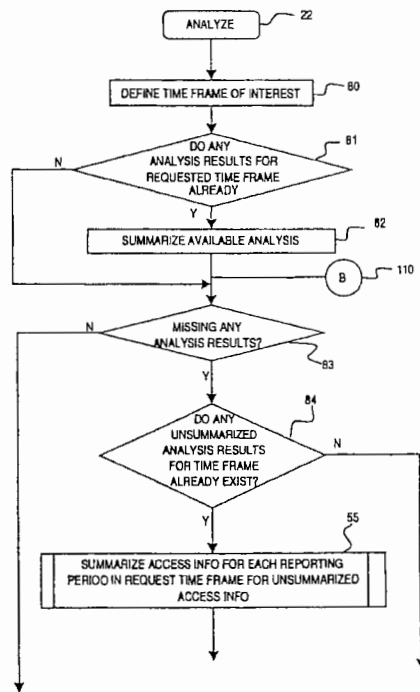 ANALYZE
22
DEFINE TIME FRAME OF INTEREST
80
DO ANY
ANALYSIS RESULTS FOR
REQUESTED TIME FRAME
ALREADY
81
N
Y
SUMMARIZE AVAILABLE ANALYSIS
82
B
110
N
MISSING ANY
ANALYSIS RESULTS?
83
Y
DO ANY
UNSUMMARIZED
ANALYSIS RESULTS
FOR TIME FRAME
ALREADY EXIST?
84
N
Y
55
SUMMARIZE ACCESS INFO FOR EACH REPORTING
PERIOD IN REQUEST TIME FRAME FOR UNSUMMARIZED
ACCESS INFO